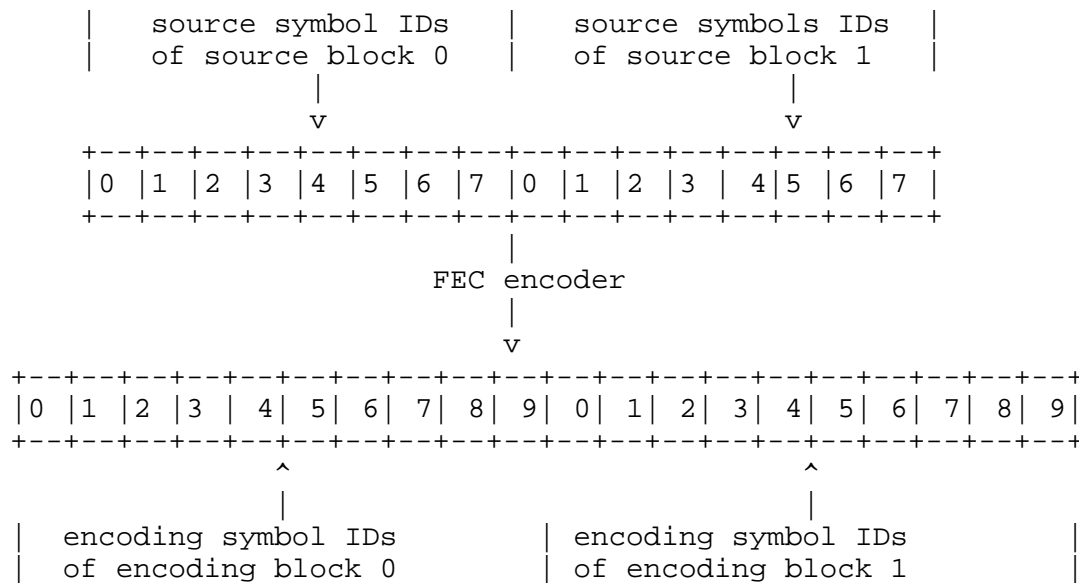 |    source symbol IDs    |    source symbols IDs   |
|    of source block 0    |    of source block 1    |
|                           |
v                           v
+--+--+--+--+--+--+--+--+--+--+--+--+--+--+--+--+
|0 |1 |2 |3 |4 |5 |6 |7 |0 |1 |2 |3 | 4|5 |6 |7 |
+--+--+--+--+--+--+--+--+--+--+--+--+--+--+--+--+
|
FEC encoder
|
v
+--+--+--+--+--+--+--+--+--+--+--+--+--+--+--+--+--+--+--+--+
|0 |1 |2 |3 | 4| 5| 6| 7| 8| 9| 0| 1| 2| 3| 4| 5| 6| 7| 8| 9|
+--+--+--+--+--+--+--+--+--+--+--+--+--+--+--+--+--+--+--+--+
^                             ^
|                             |
|  encoding symbol IDs        | encoding symbol IDs         |
|  of encoding block 0        | of encoding block 1         |